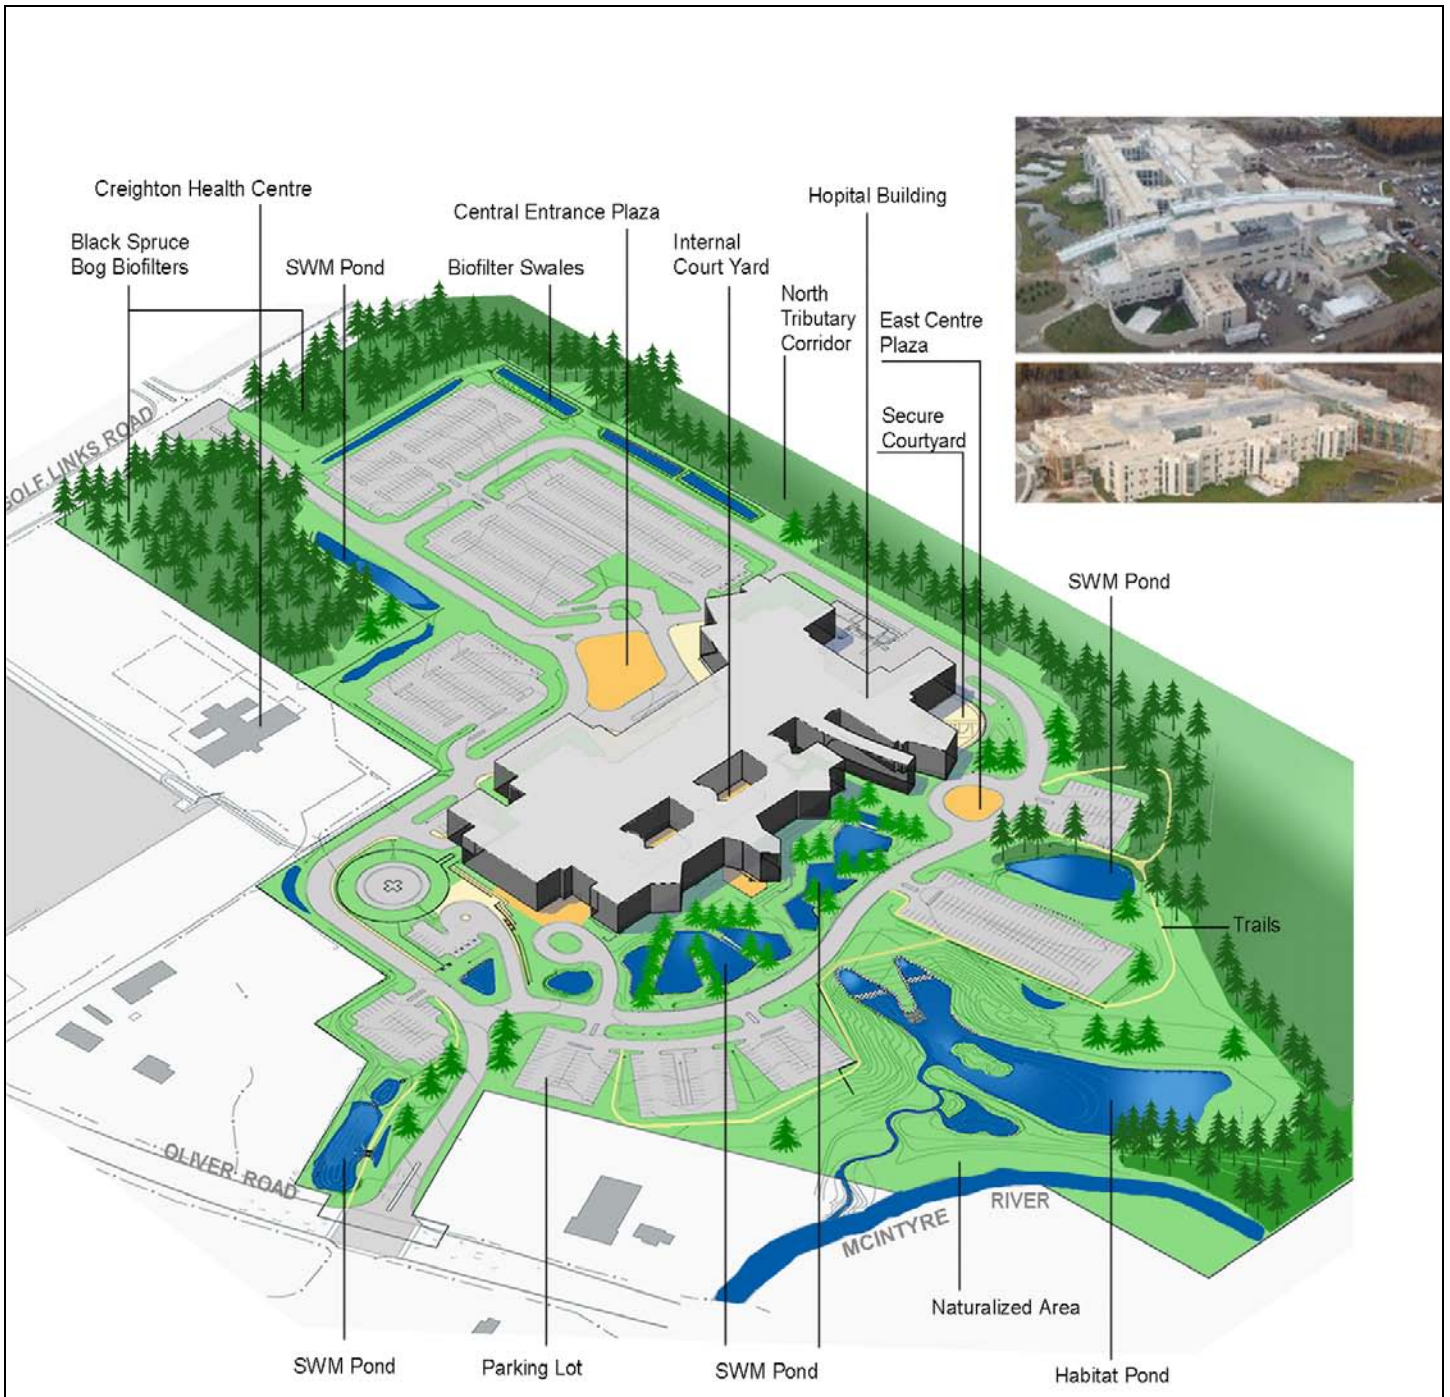 Creighton Health Centre
Central Entrance Plaza
Hopital Building
Black Spruce
Bog Biofilters
SWM Pond
Biofilter Swales
Internal
Court Yard
North
Tributary
Corridor
East Centre
Plaza
Secure
Courtyard
GOLF LINKS ROAD
SWM Pond
Trails
OLIVER ROAD
MCINTYRE
RIVER
Naturalized Area
SWM Pond
Parking Lot
SWM Pond
Habitat Pond